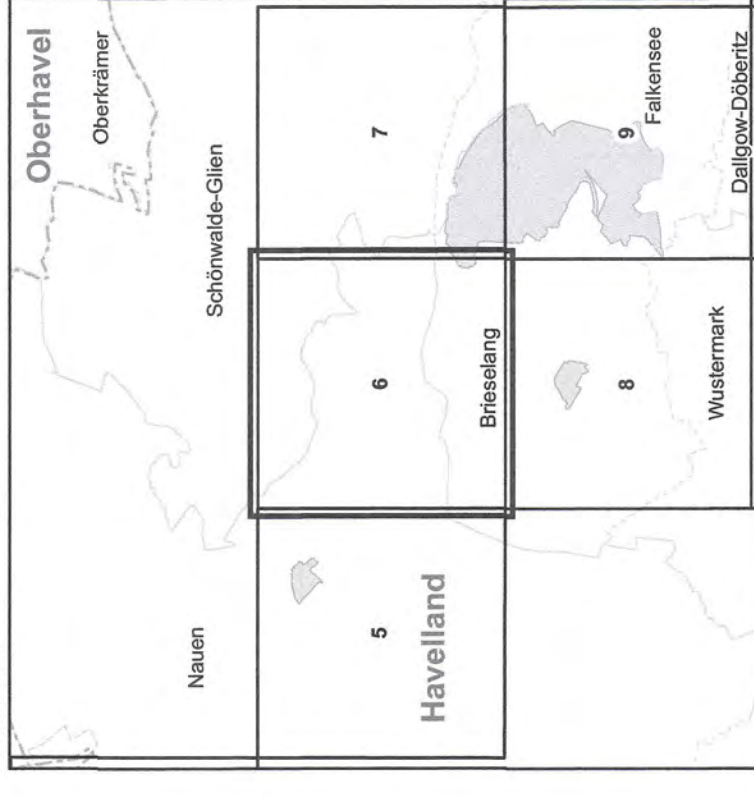 Oberhavel
Oberkrämer
Schönwalde-Glien
Nauen
5
6
7
Havelland
Brieselang
8
9
Falkensee
Wustermark
Dallgow-Döberitz